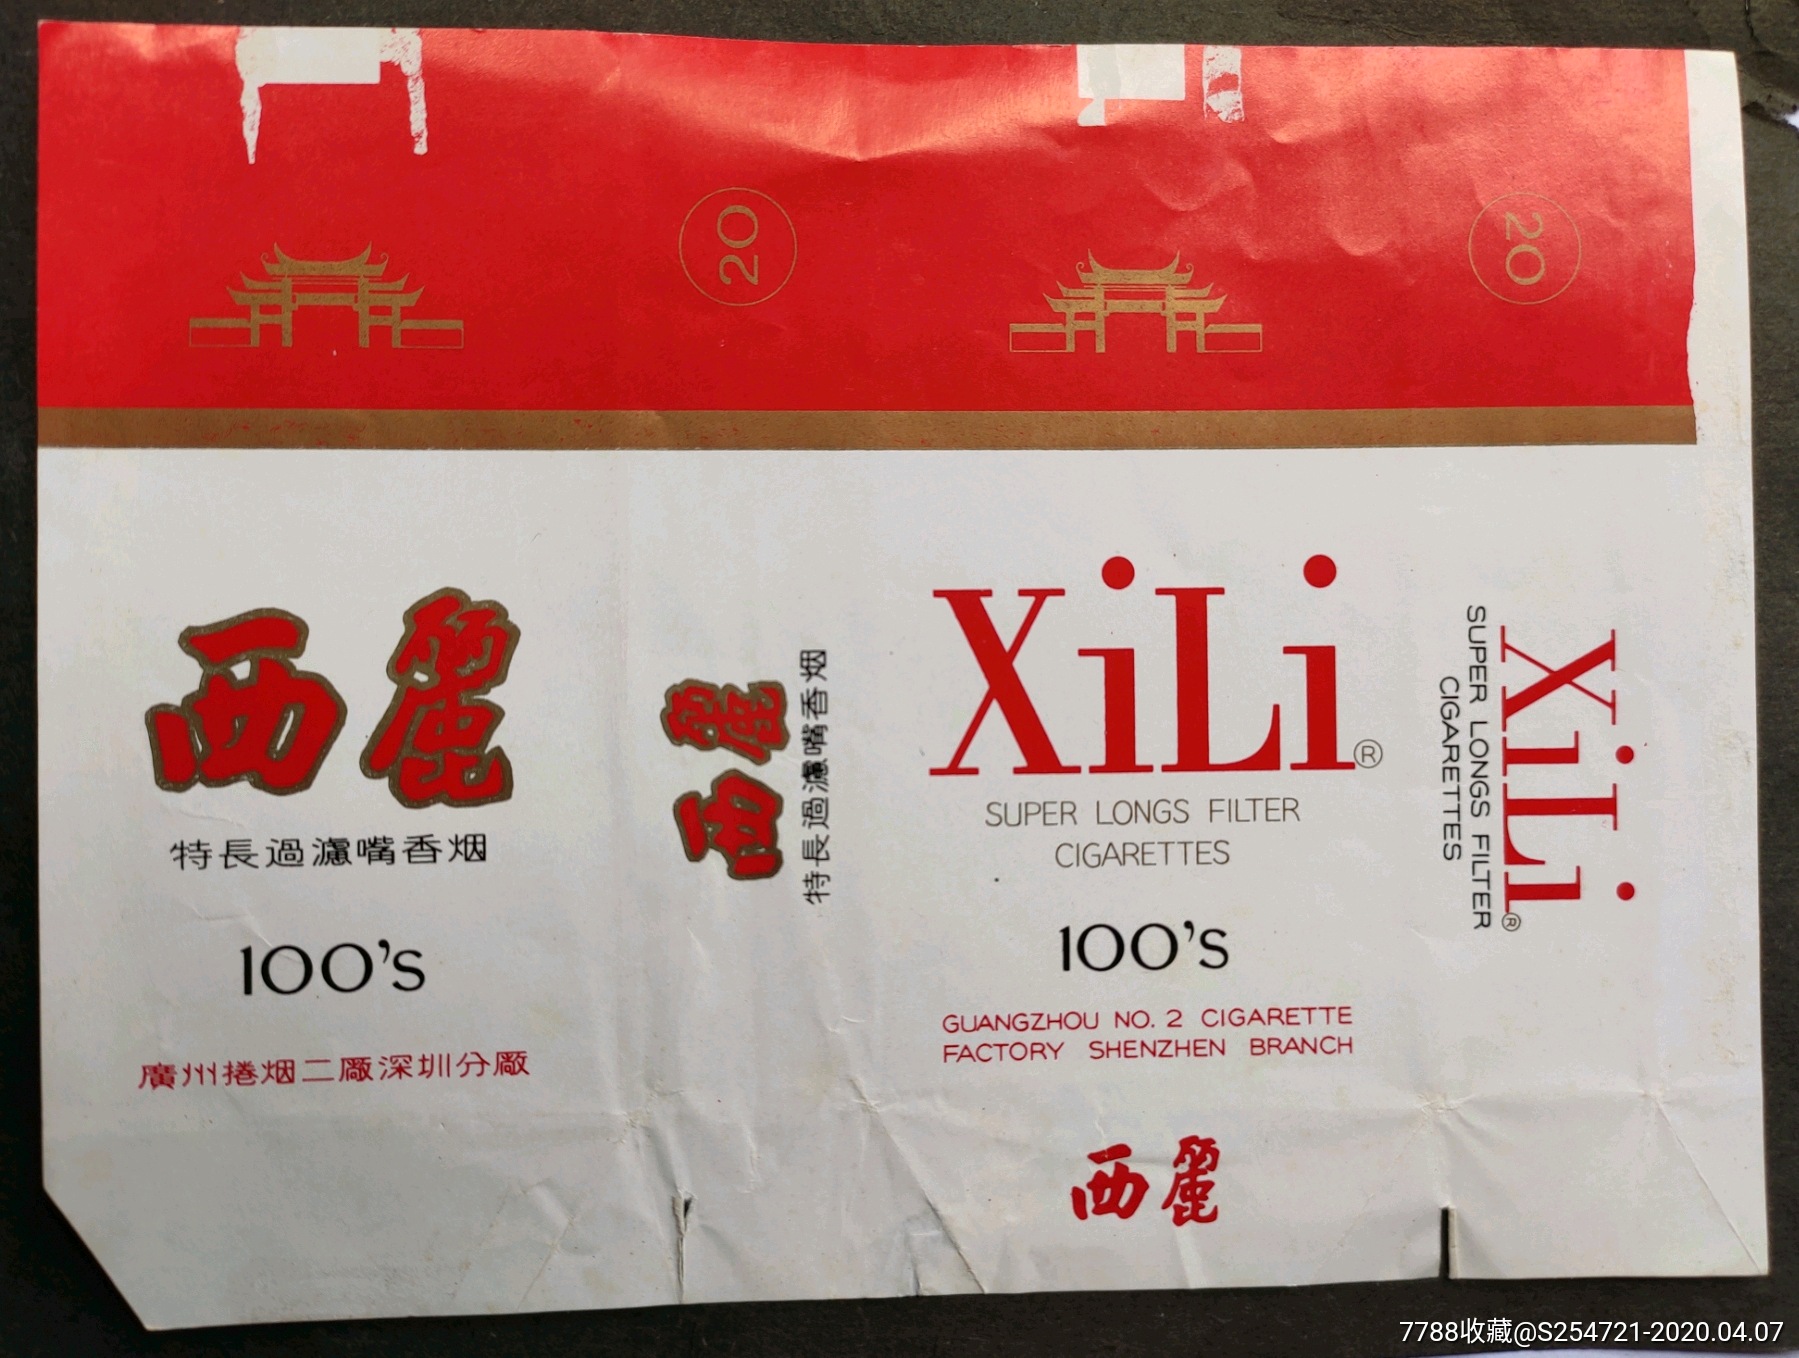 20
20
西麗
特長過濾嘴香烟
100's
廣州捲烟二廠深圳分廠
西麗
特長過濾嘴香烟
XiLi®
SUPER LONGS FILTER
CIGARETTES
100's
GUANGZHOU NO. 2 CIGARETTE
FACTORY SHENZHEN BRANCH
西麗
XiLi®
SUPER LONGS FILTER
CIGARETTES
7788收藏@S254721-2020.04.07